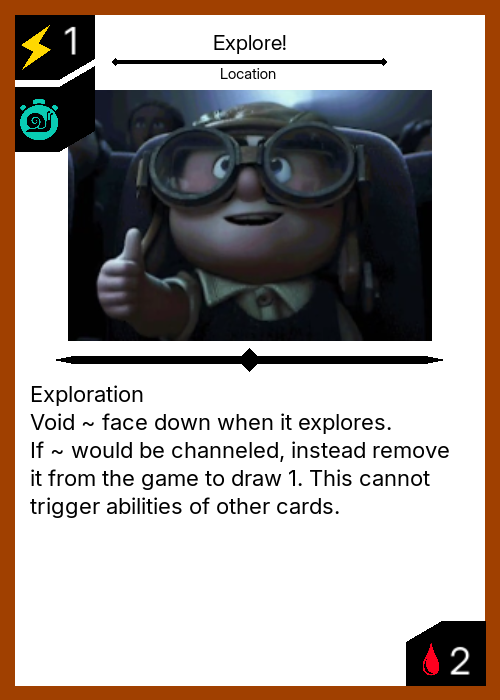 1
Explore!
Location
Exploration
Void ~ face down when it explores.
If ~ would be channeled, instead remove
it from the game to draw 1. This cannot
trigger abilities of other cards.
2